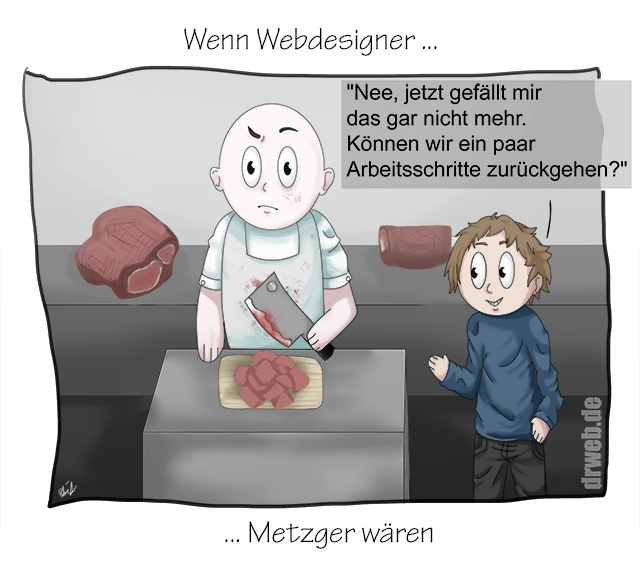 Wenn Webdesigner ...
"Nee, jetzt gefällt mir
das gar nicht mehr.
Können wir ein paar
Arbeitsschritte zurückgehen?"
drweb.de
... Metzger wären